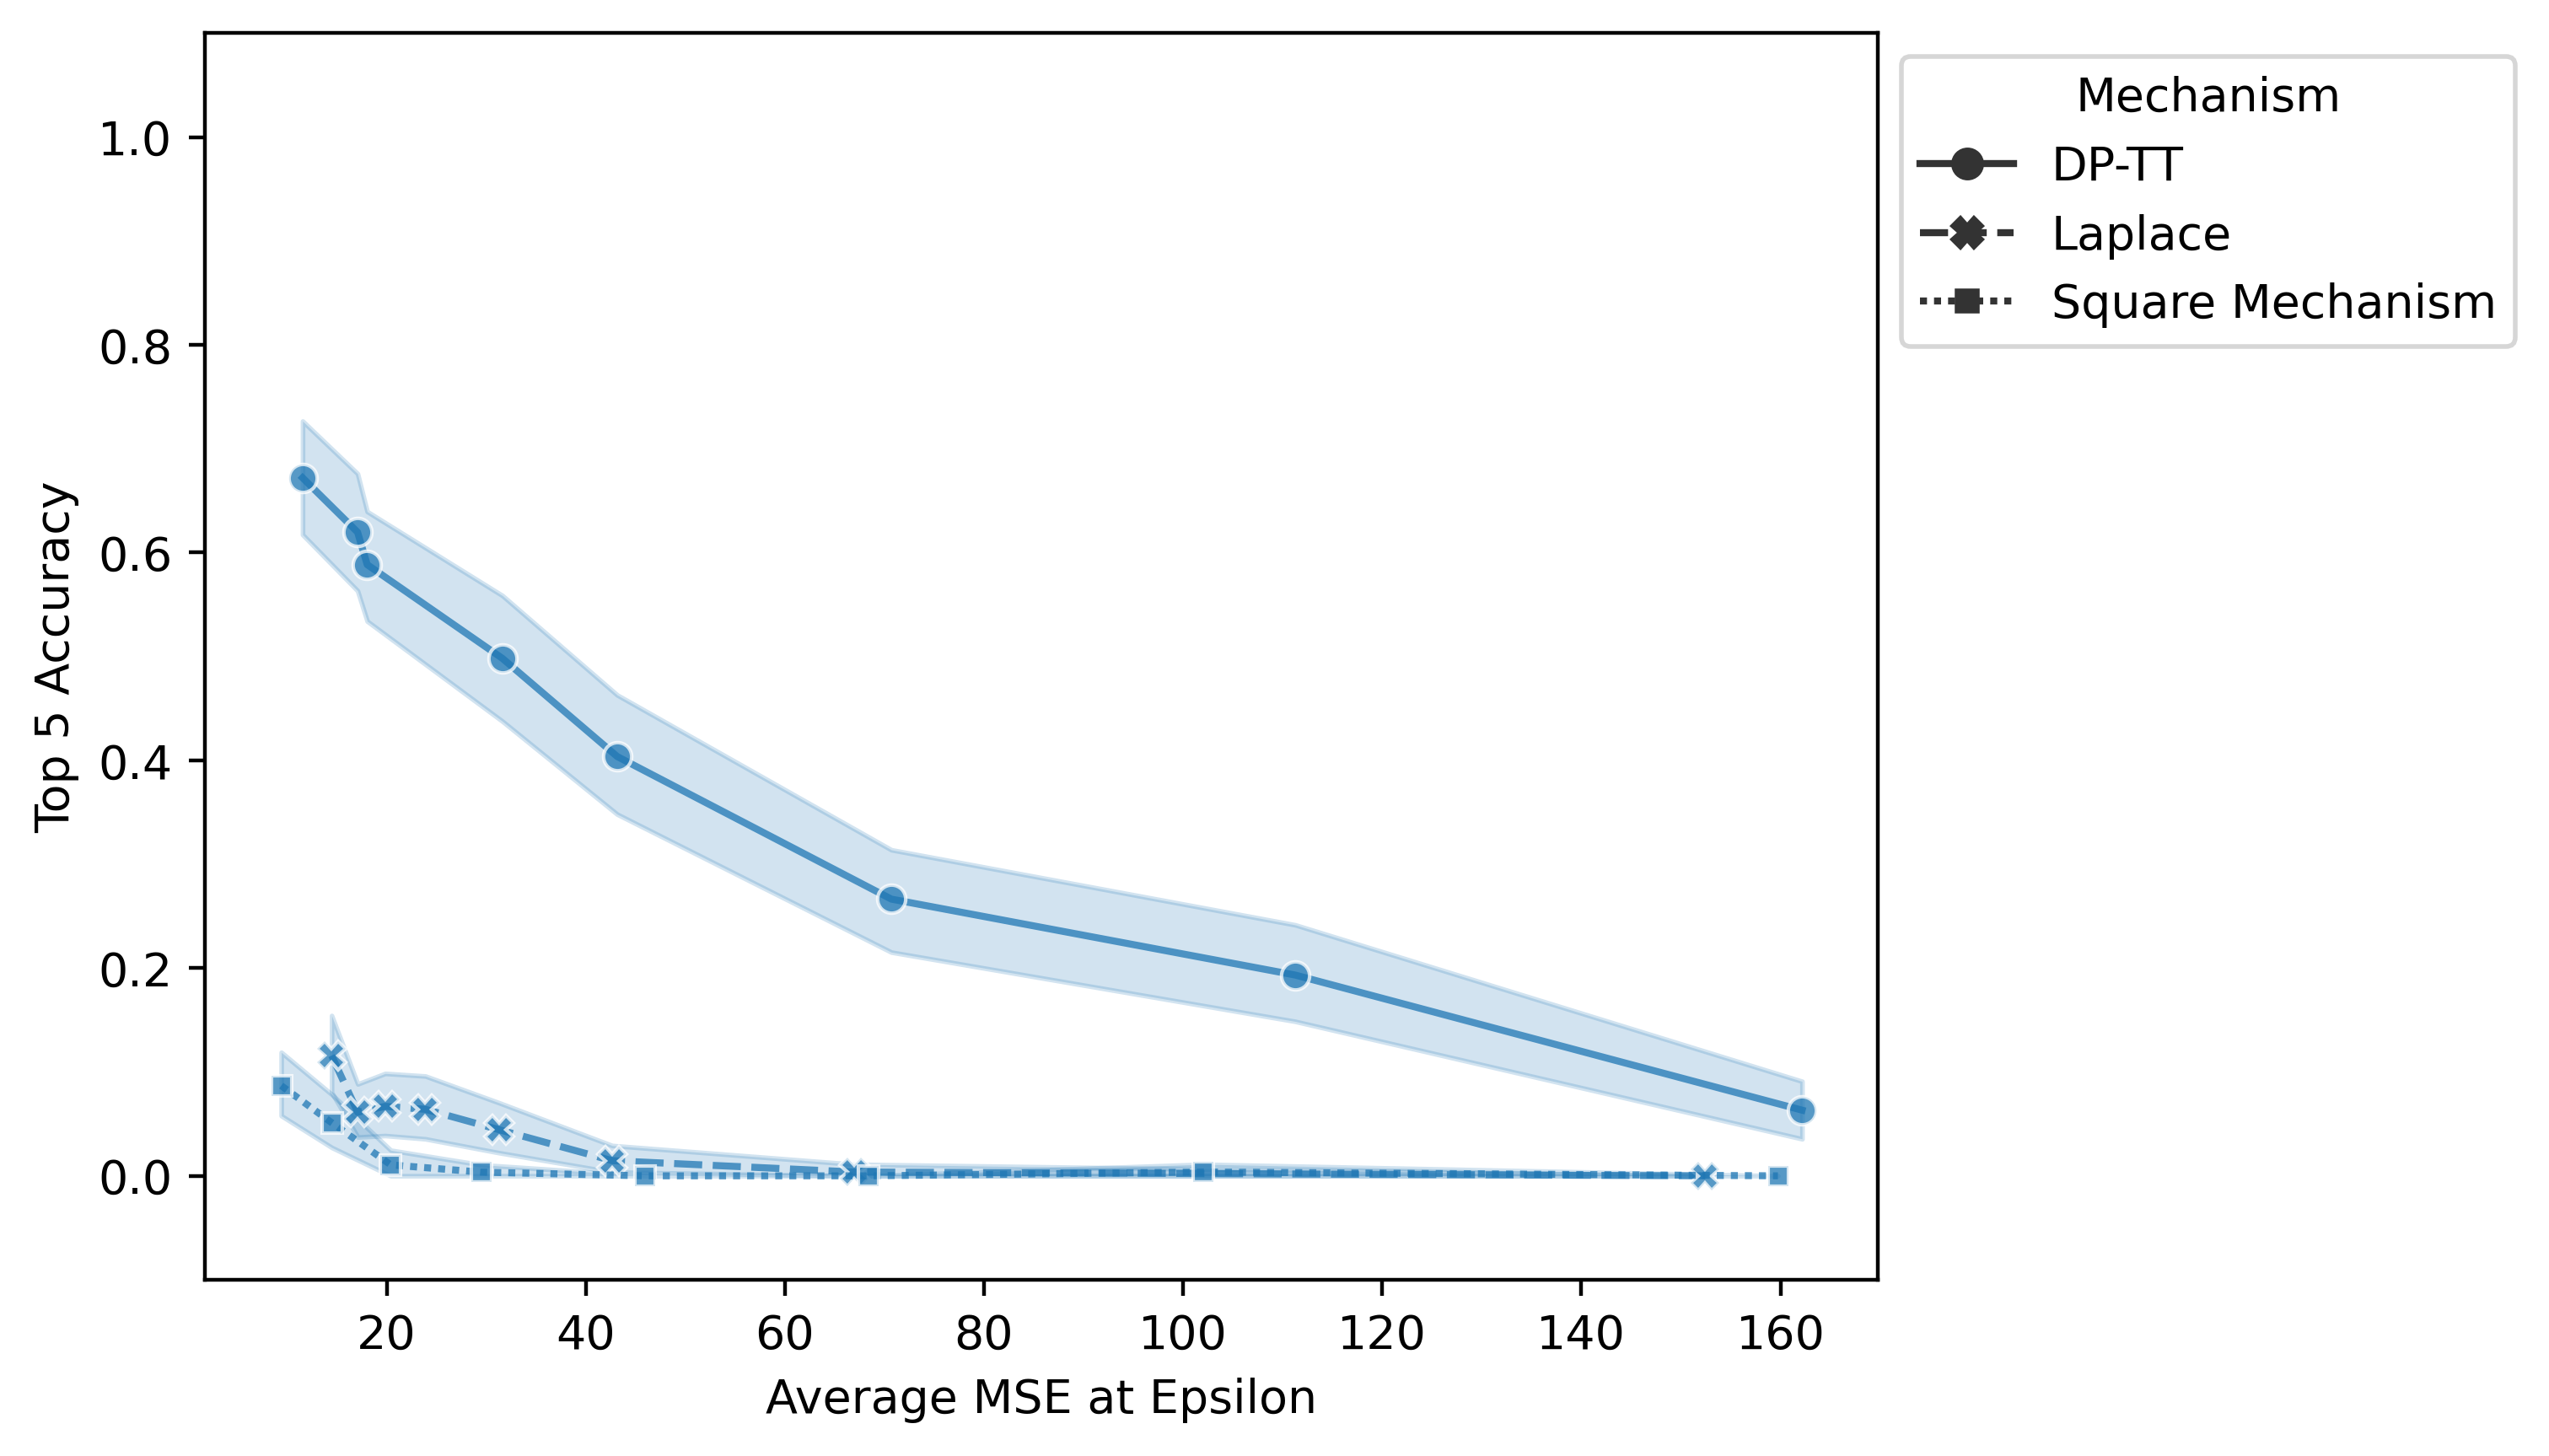 Mechanism
DP-TT
Laplace
Square Mechanism
Top 5 Accuracy
1.0
0.8
0.6
0.4
0.2
0.0
20 40 60 80 100 120 140 160
Average MSE at Epsilon